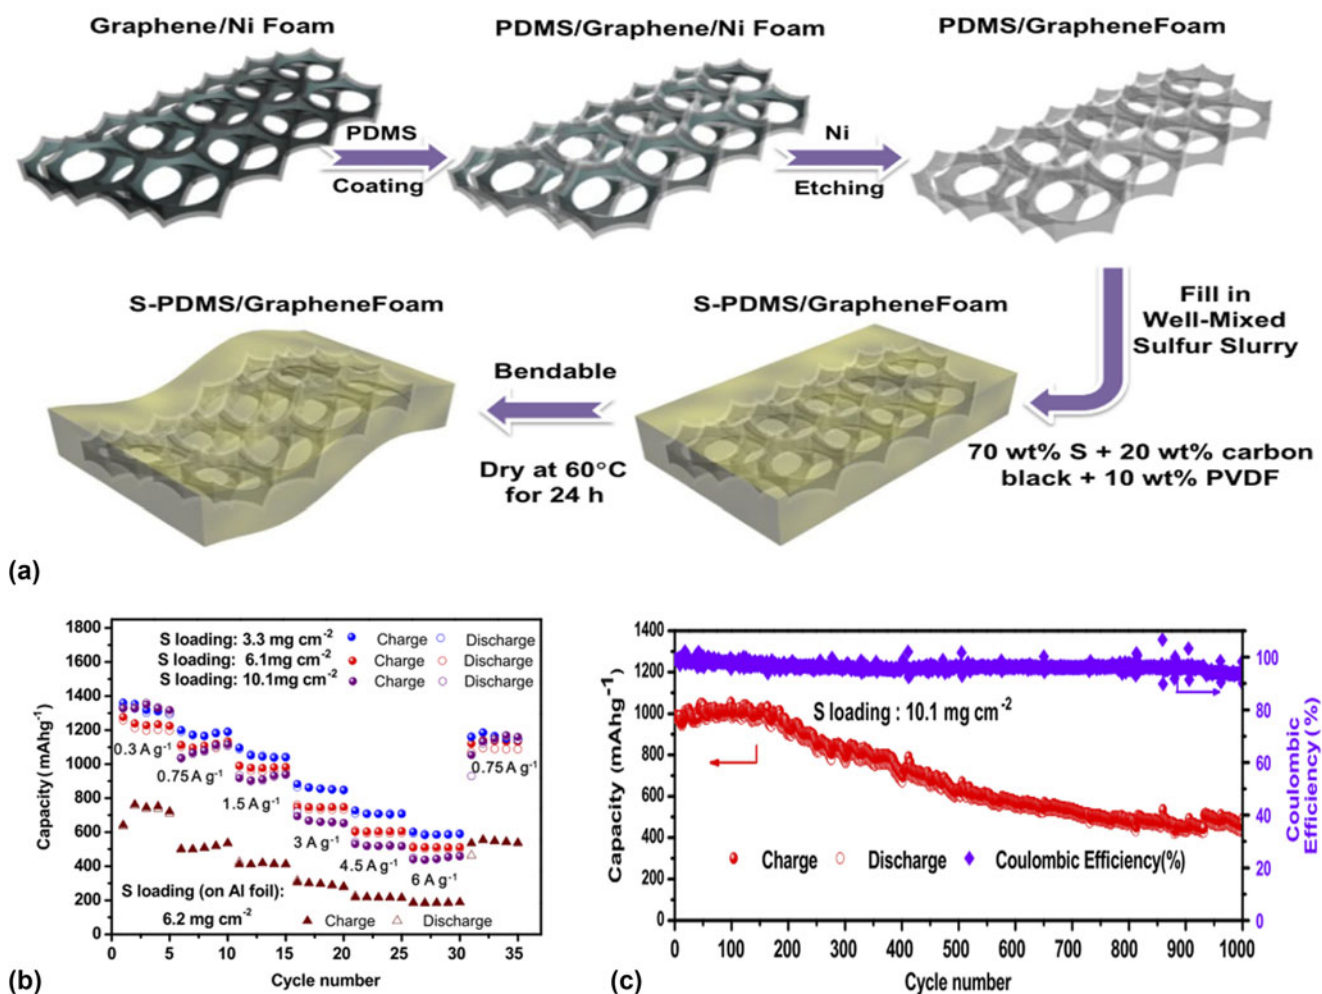 Graphene/Ni Foam
PDMS/Graphene/Ni Foam
PDMS/GrapheneFoam
PDMS
Coating
Ni
Etching
S-PDMS/GrapheneFoam
S-PDMS/GrapheneFoam
Fill in
Well-Mixed
Sulfur Slurry
Bendable
Dry at 60°C
for 24 h
70 wt% S + 20 wt% carbon
black + 10 wt% PVDF
(a)
1800
1600
1400
1200
1000
800
600
400
200
0
Capacity (mAhg⁻¹)
S loading: 3.3 mg cm⁻² Charge Discharge
S loading: 6.1mg cm⁻² Charge Discharge
S loading: 10.1mg cm⁻² Charge Discharge
0.3 A g⁻¹
0.75 A g⁻¹
1.5 A g⁻¹
3 A g⁻¹
4.5 A g⁻¹
6 A g⁻¹
0.75 A g⁻¹
S loading (on Al foil):
6.2 mg cm⁻² Charge Discharge
0 5 10 15 20 25 30 35
Cycle number
(b)
1400
1200
1000
800
600
400
200
0
Capacity (mAhg⁻¹)
S loading : 10.1 mg cm⁻²
Charge Discharge Coulombic Efficiency(%)
100
80
60
40
20
0
Coulombic
Efficiency (%)
0 100 200 300 400 500 600 700 800 900 1000
Cycle number
(c)